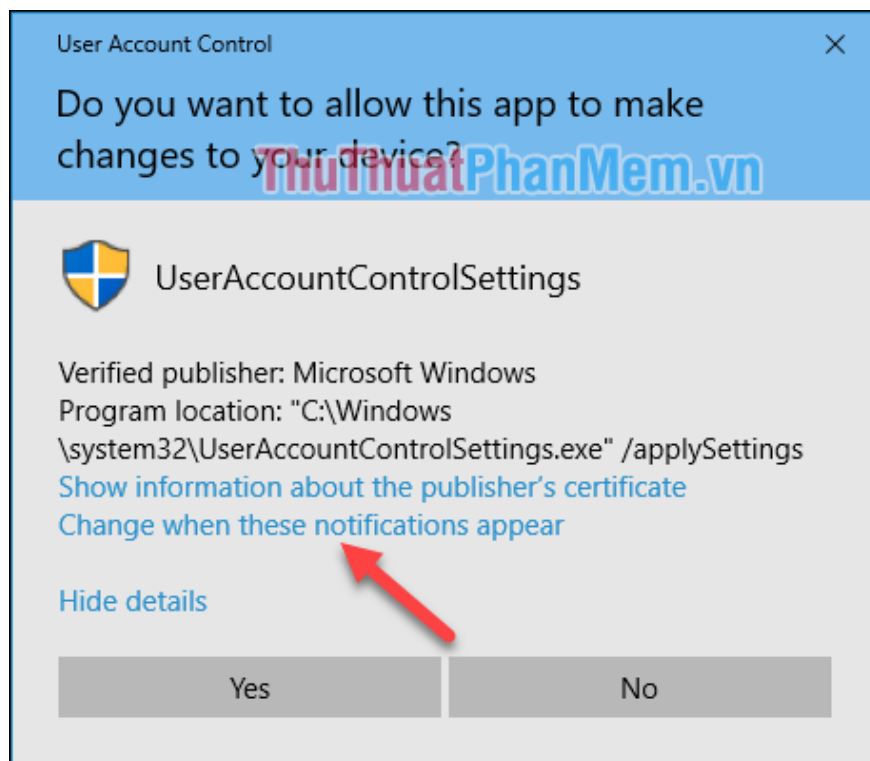 User Account Control
Do you want to allow this app to make
changes to your device?
ThuThuatPhanMem.vn
UserAccountControlSettings
Verified publisher: Microsoft Windows
Program location: "C:\Windows
\system32\UserAccountControlSettings.exe" /applySettings
Show information about the publisher's certificate
Change when these notifications appear
Hide details
Yes
No